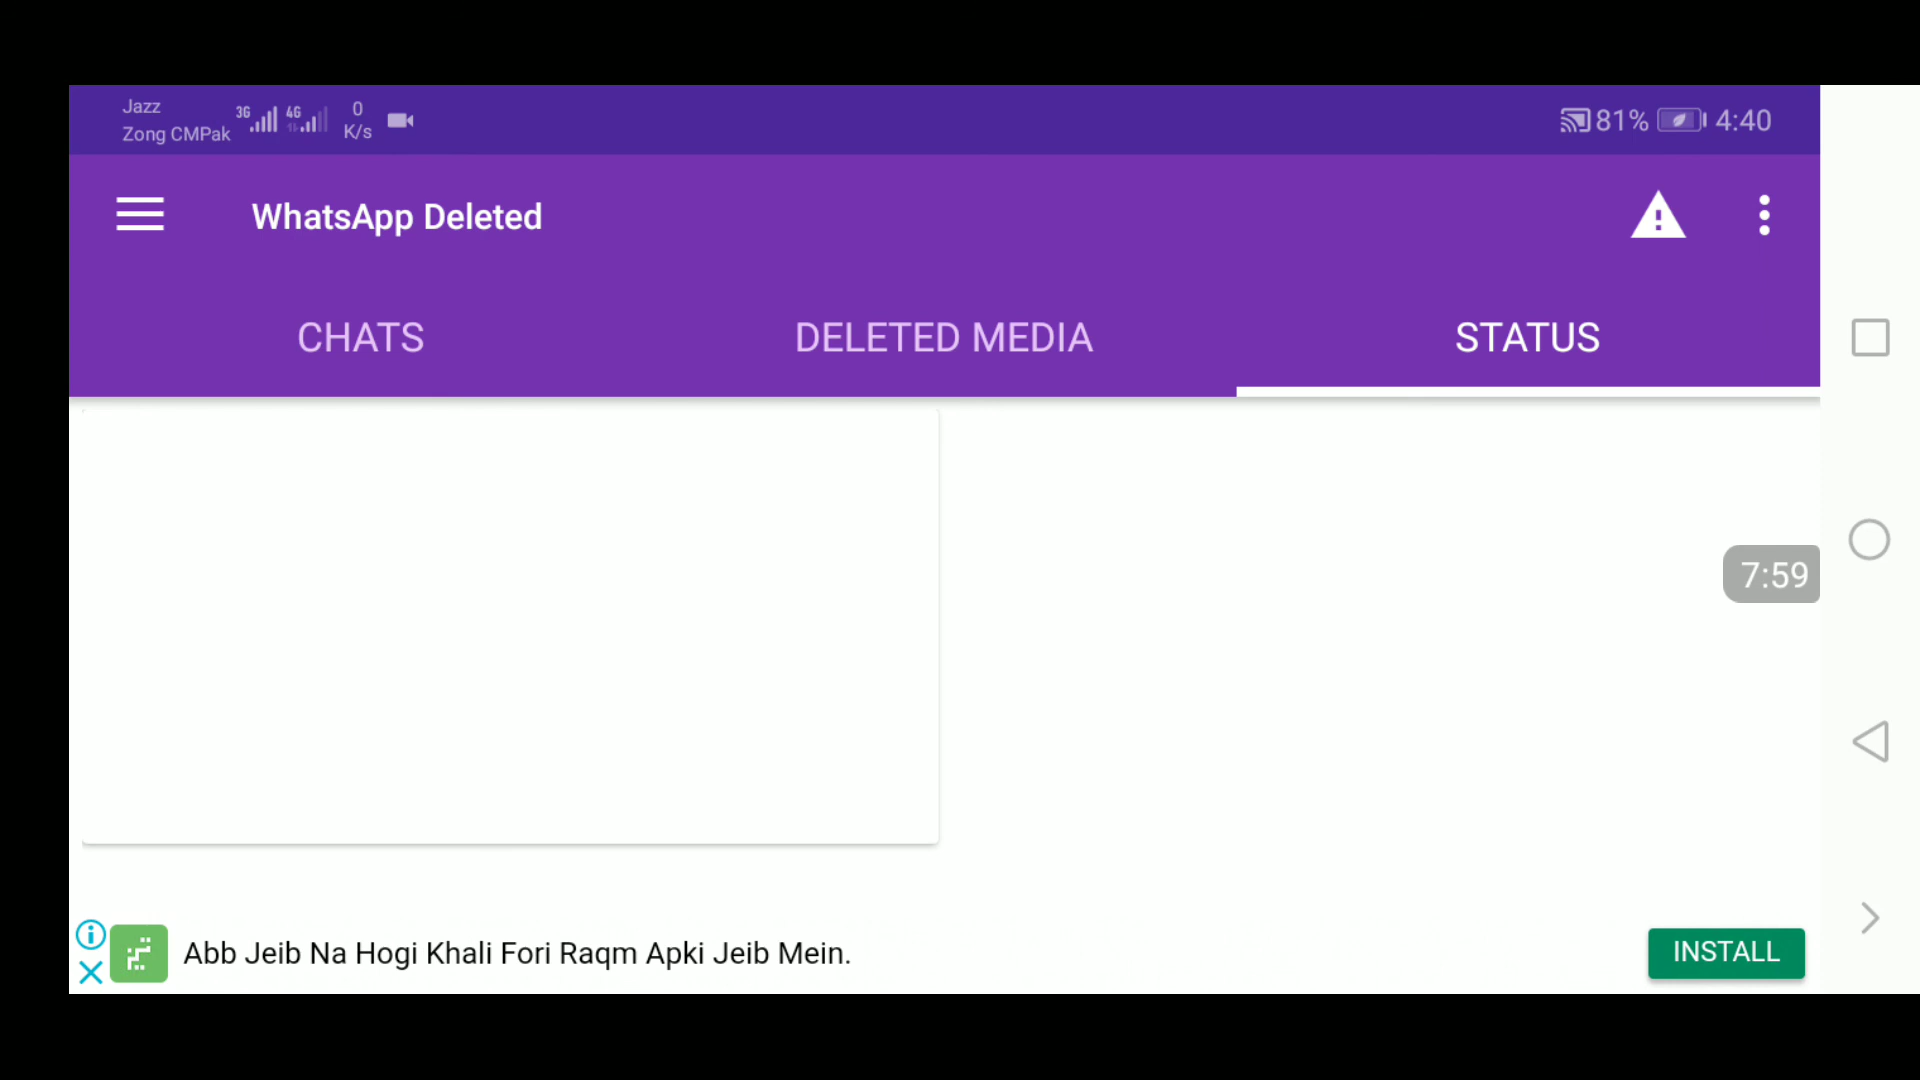 Jazz
Zong CMPak
3G 4G
0
K/s
81% 4:40
WhatsApp Deleted
CHATS DELETED MEDIA STATUS
7:59
Abb Jeib Na Hogi Khali Fori Raqm Apki Jeib Mein.
INSTALL